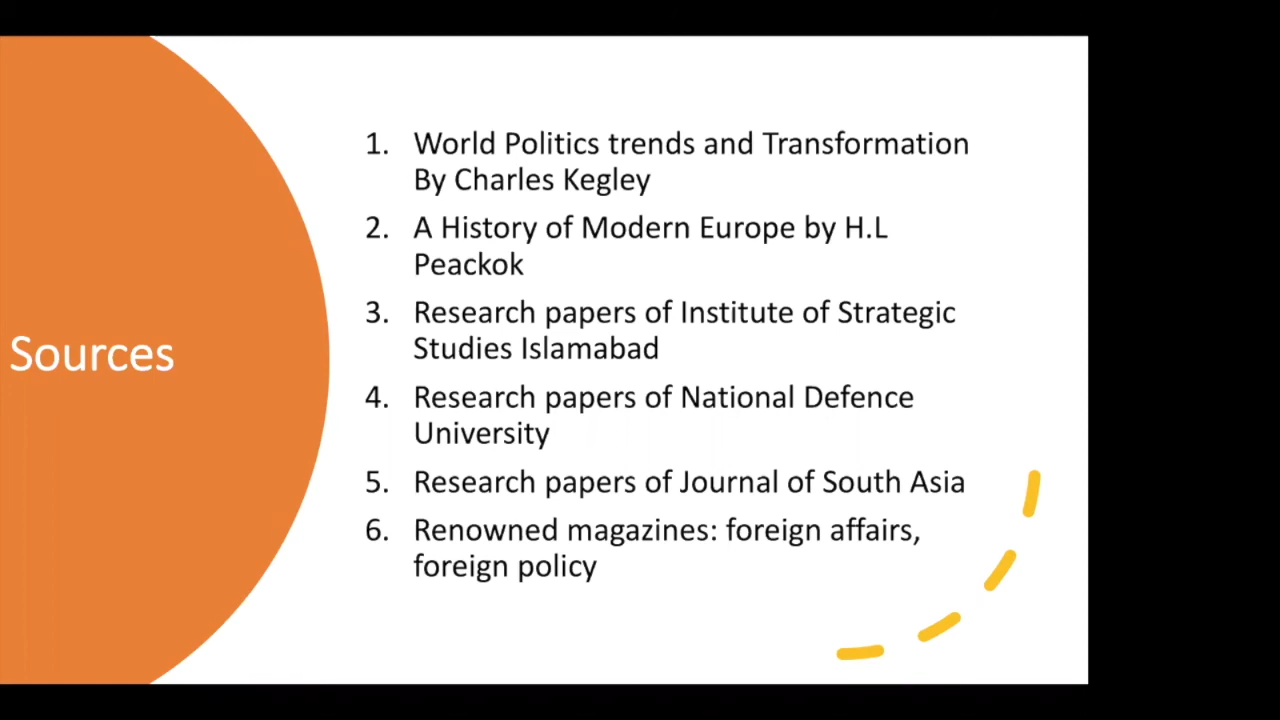 Sources
1. World Politics trends and Transformation
By Charles Kegley
2. A History of Modern Europe by H.L
Peackok
3. Research papers of Institute of Strategic
Studies Islamabad
4. Research papers of National Defence
University
5. Research papers of Journal of South Asia
6. Renowned magazines: foreign affairs,
foreign policy